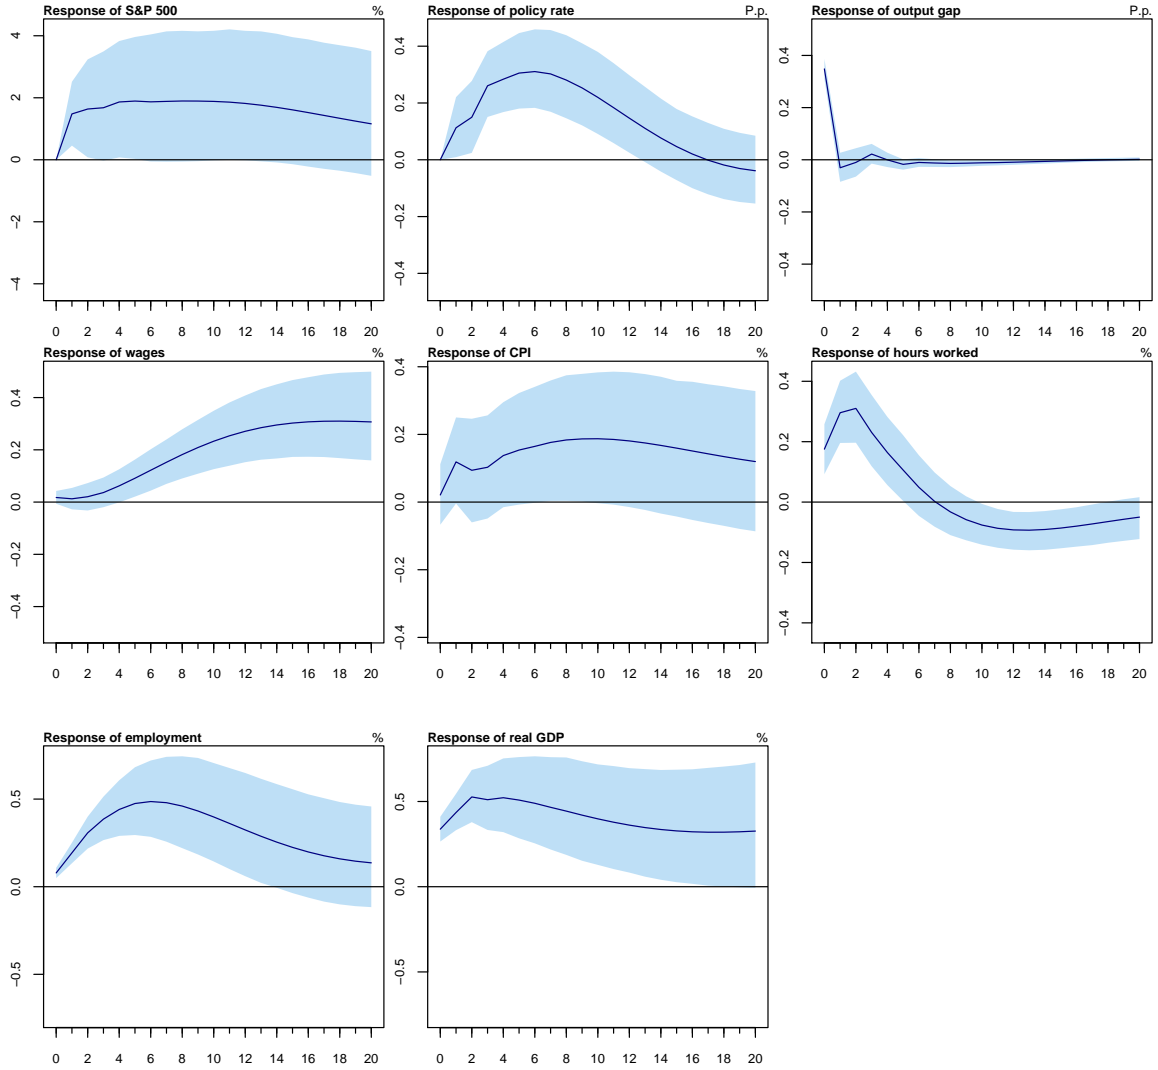 Response of S&P 500 %
4
2
0
−2
−4
0 2 4 6 8 10 12 14 16 18 20
Response of policy rate P.p.
0.4
0.2
0.0
−0.2
−0.4
0 2 4 6 8 10 12 14 16 18 20
Response of output gap P.p.
0.4
0.2
0.0
−0.2
−0.4
0 2 4 6 8 10 12 14 16 18 20
Response of wages %
0.4
0.2
0.0
−0.2
−0.4
0 2 4 6 8 10 12 14 16 18 20
Response of CPI %
0.4
0.2
0.0
−0.2
−0.4
0 2 4 6 8 10 12 14 16 18 20
Response of hours worked %
0.4
0.2
0.0
−0.2
−0.4
0 2 4 6 8 10 12 14 16 18 20
Response of employment %
0.5
0.0
−0.5
0 2 4 6 8 10 12 14 16 18 20
Response of real GDP %
0.5
0.0
−0.5
0 2 4 6 8 10 12 14 16 18 20